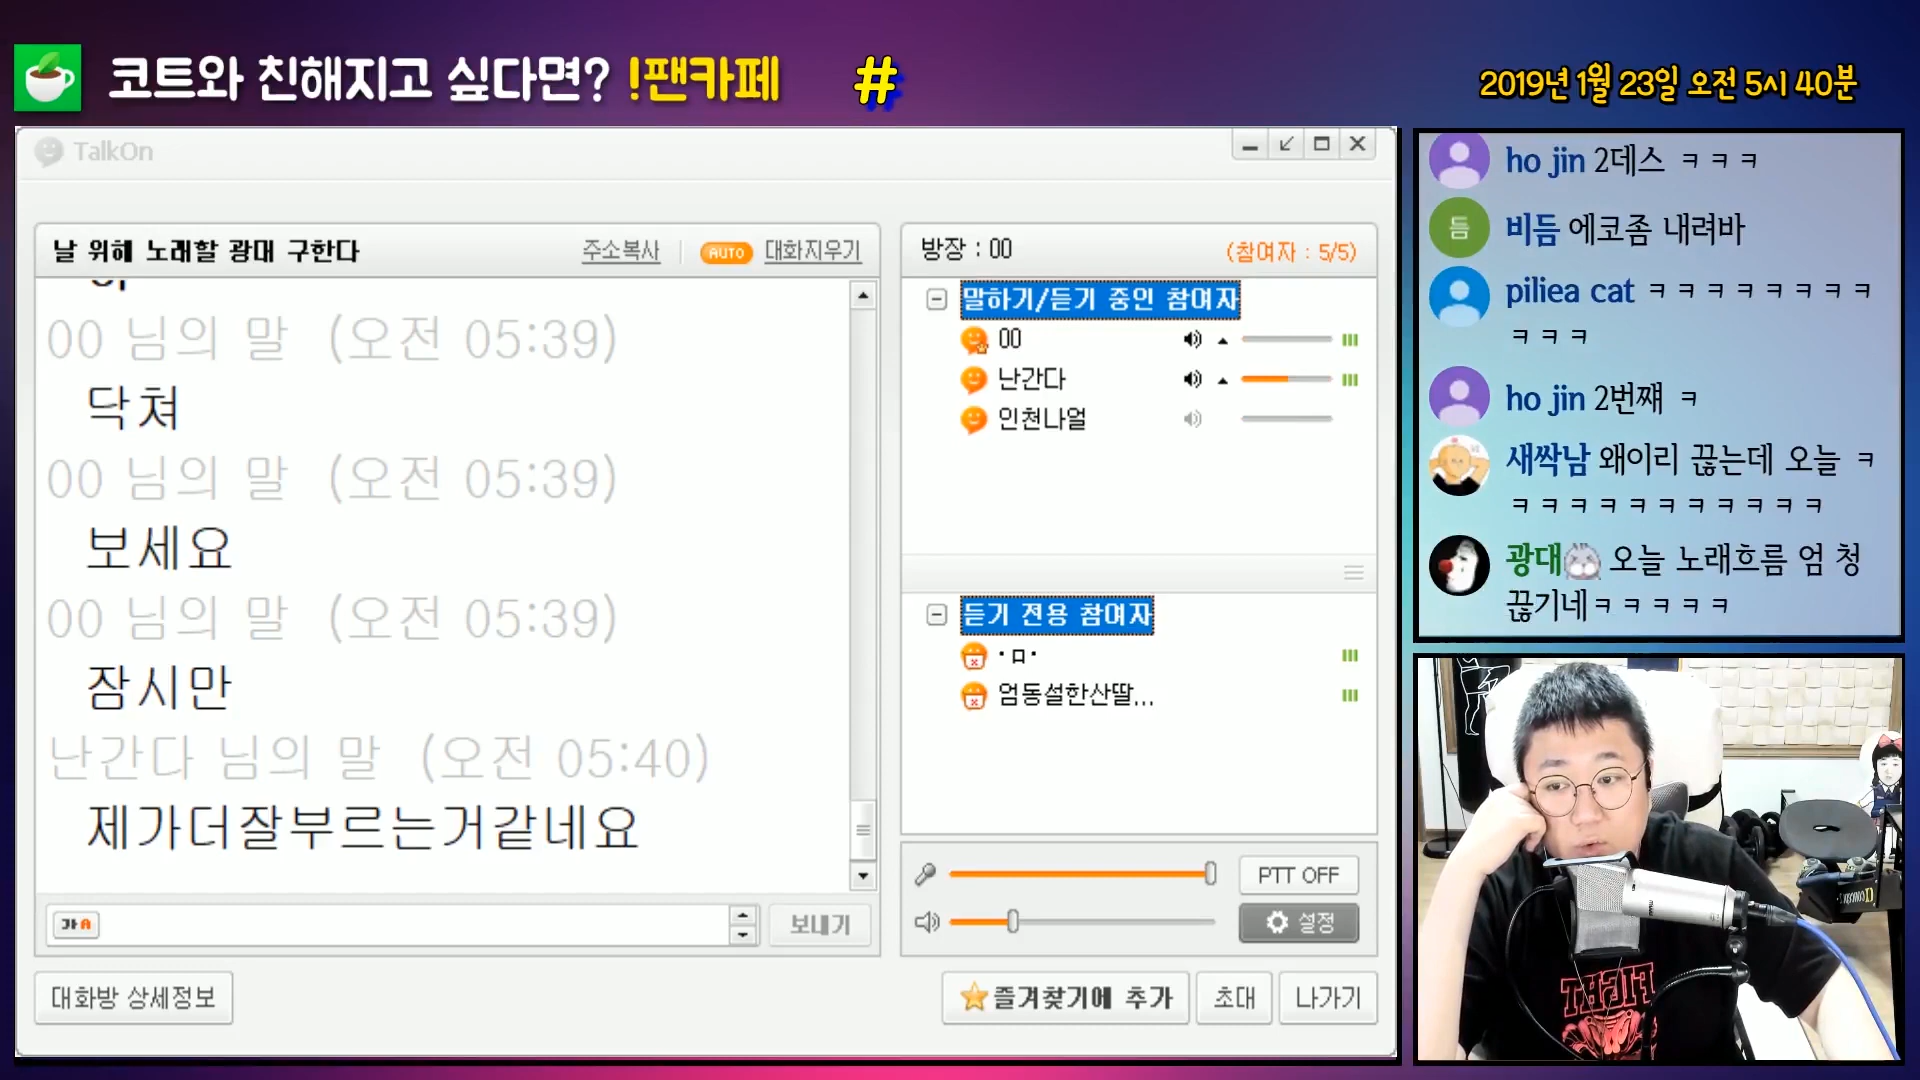 코트와 친해지고 싶다면? !팬카페 #
2019년 1월 23일 오전 5시 40분
TalkOn
날 위해 노래할 광대 구한다
주소복사
AUTO 대화지우기
00 님의 말 (오전 05:39)
닥쳐
00 님의 말 (오전 05:39)
보세요
00 님의 말 (오전 05:39)
잠시만
난간다 님의 말 (오전 05:40)
제가더잘부르는거같네요
가A
보내기
대화방 상세정보
방장 : 00
(참여자 : 5/5)
말하기/듣기 중인 참여자
00
난간다
인천나얼
듣기 전용 참여자
·ㅁ·
엄동설한산딸...
PTT OFF
설정
즐겨찾기에 추가
초대
나가기
ho jin 2데스 ㅋㅋㅋ
듬
비듬 에코좀 내려바
piliea cat ㅋㅋㅋㅋㅋㅋㅋㅋ
ㅋㅋㅋ
ho jin 2번쨰 ㅋ
새싹남 왜이리 끊는데 오늘 ㅋ
ㅋㅋㅋㅋㅋㅋㅋㅋㅋㅋㅋ
광대 오늘 노래흐름 엄 청
끊기네ㅋㅋㅋㅋㅋ
FIGHT